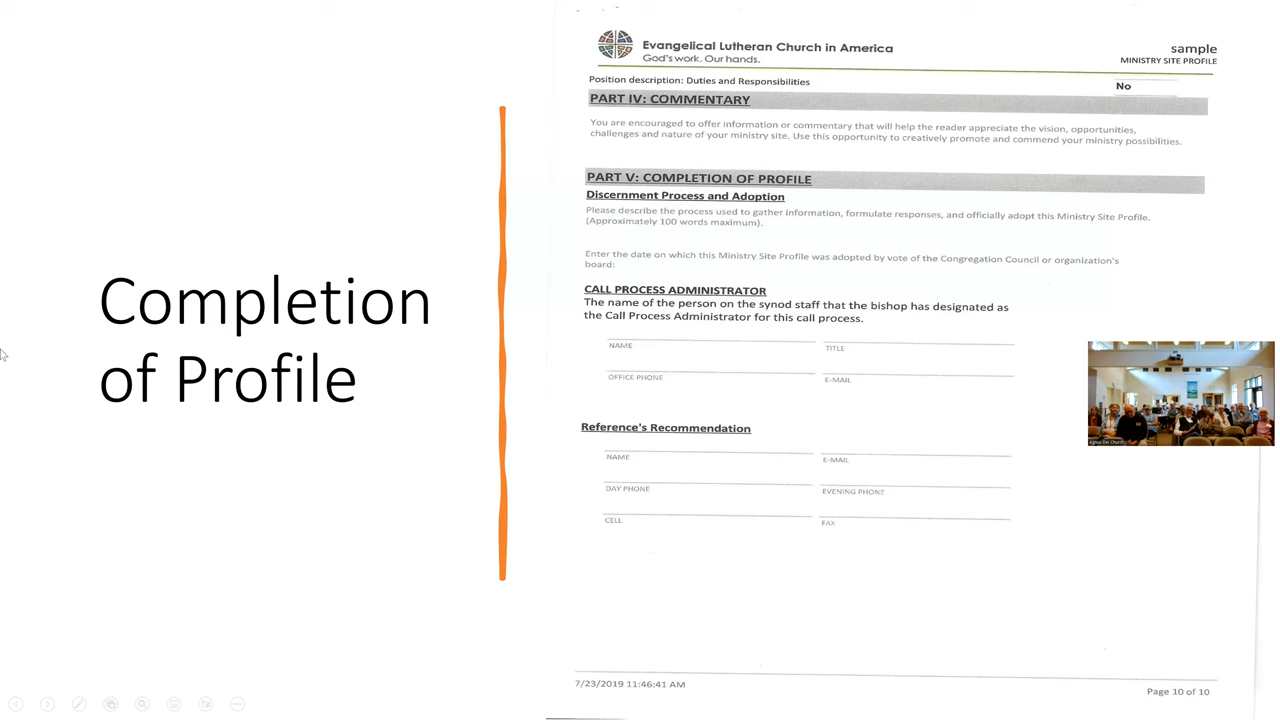 Completion
of Profile
Evangelical Lutheran Church in America
God's work. Our hands.
sample
MINISTRY SITE PROFILE
Position description: Duties and Responsibilities
No
PART IV: COMMENTARY
You are encouraged to offer information or commentary that will help the reader appreciate the vision, opportunities,
challenges and nature of your ministry site. Use this opportunity to creatively promote and commend your ministry possibilities.
PART V: COMPLETION OF PROFILE
Discernment Process and Adoption
Please describe the process used to gather information, formulate responses, and officially adopt this Ministry Site Profile.
(Approximately 100 words maximum).
Enter the date on which this Ministry Site Profile was adopted by vote of the Congregation Council or organization's
board:
CALL PROCESS ADMINISTRATOR
The name of the person on the synod staff that the bishop has designated as
the Call Process Administrator for this call process.
NAME
TITLE
OFFICE PHONE
E-MAIL
Reference's Recommendation
NAME
E-MAIL
DAY PHONE
EVENING PHONE
CELL
FAX
Agnus Dei Church
7/23/2019 11:46:41 AM
Page 10 of 10